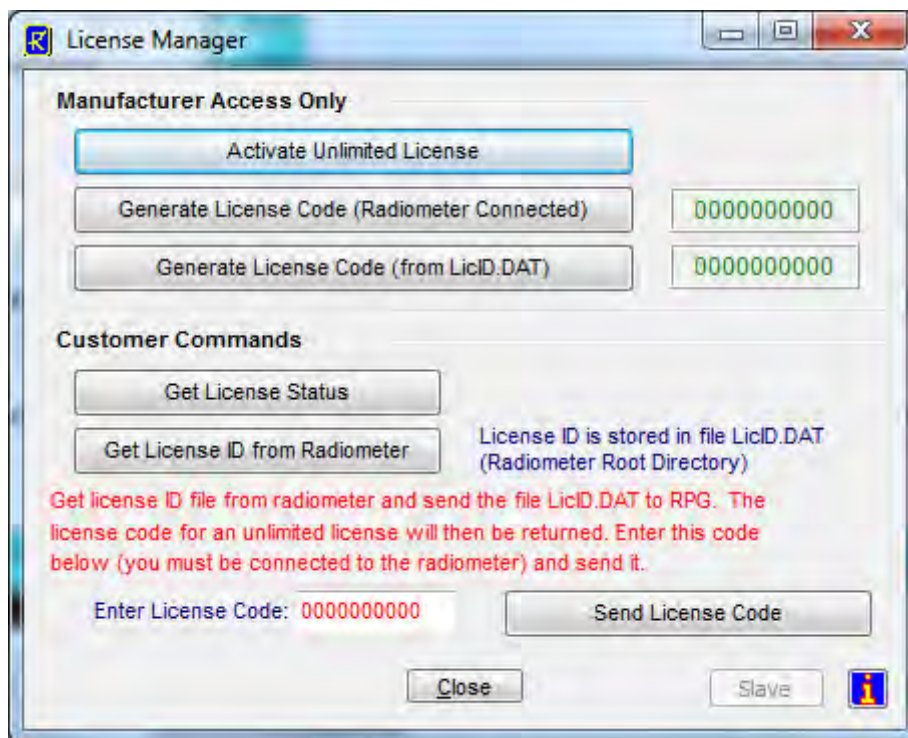 License Manager
Manufacturer Access Only
Activate Unlimited License
Generate License Code (Radiometer Connected) 0000000000
Generate License Code (from LicID.DAT) 0000000000
Customer Commands
Get License Status
Get License ID from Radiometer
License ID is stored in file LicID.DAT
(Radiometer Root Directory)
Get license ID file from radiometer and send the file LicID.DAT to RPG. The
license code for an unlimited license will then be returned. Enter this code
below (you must be connected to the radiometer) and send it.
Enter License Code: 0000000000 Send License Code
Close Slave i